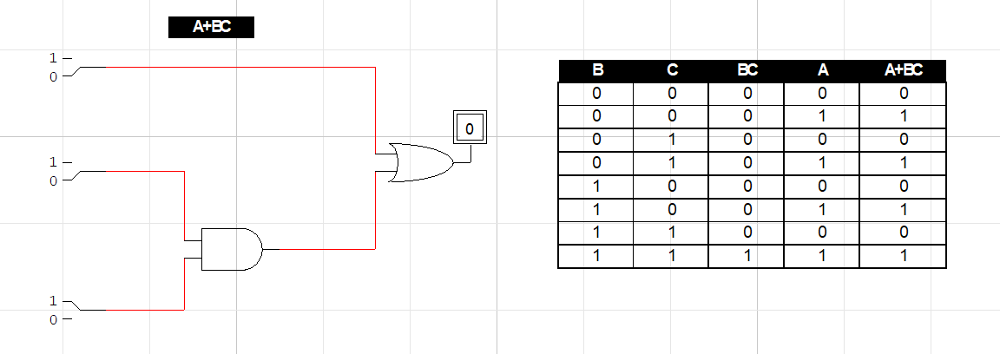 A+BC
1
0
1
0
1
0
0
B C BC A A+BC
0 0 0 0 0
0 0 0 1 1
0 1 0 0 0
0 1 0 1 1
1 0 0 0 0
1 0 0 1 1
1 1 0 0 0
1 1 1 1 1